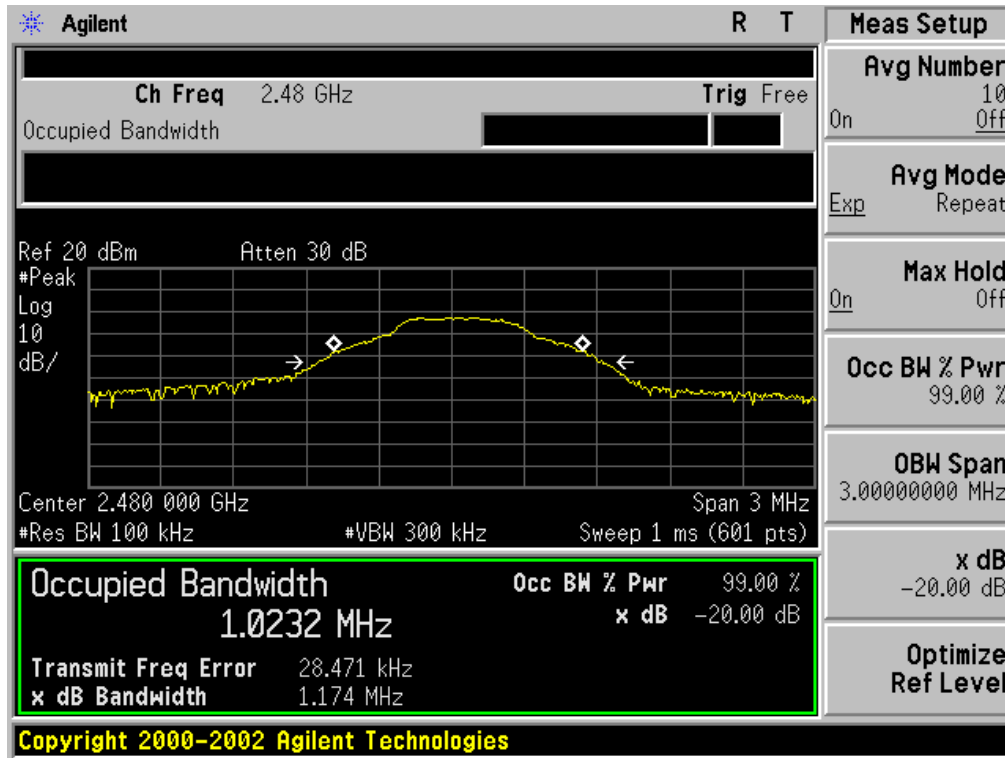 Agilent R T
Ch Freq 2.48 GHz Trig Free
Occupied Bandwidth
Ref 20 dBm Atten 30 dB
#Peak
Log
10
dB/
Center 2.480 000 GHz Span 3 MHz
#Res BW 100 kHz #VBW 300 kHz Sweep 1 ms (601 pts)
Occupied Bandwidth Occ BW % Pwr 99.00 %
1.0232 MHz x dB -20.00 dB
Transmit Freq Error 28.471 kHz
x dB Bandwidth 1.174 MHz
Copyright 2000-2002 Agilent Technologies
Meas Setup
Avg Number
10
On Off
Avg Mode
Exp Repeat
Max Hold
On Off
Occ BW % Pwr
99.00 %
OBW Span
3.00000000 MHz
x dB
-20.00 dB
Optimize
Ref Level